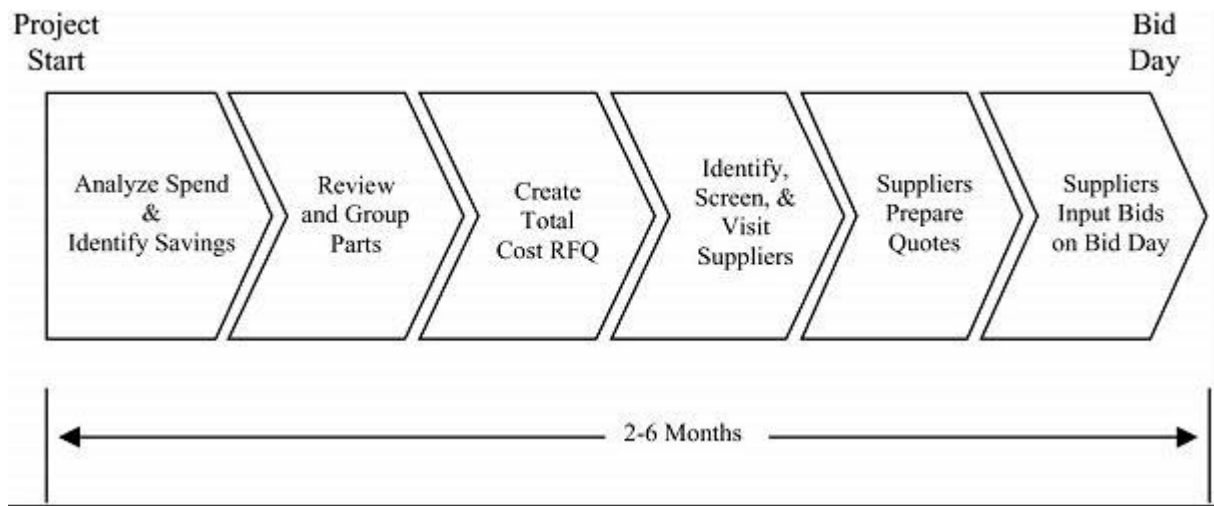 Project
Start
Bid
Day
Analyze Spend
&
Identify Savings
Review
and Group
Parts
Create
Total
Cost RFQ
Identify,
Screen, &
Visit
Suppliers
Suppliers
Prepare
Quotes
Suppliers
Input Bids
on Bid Day
2-6 Months